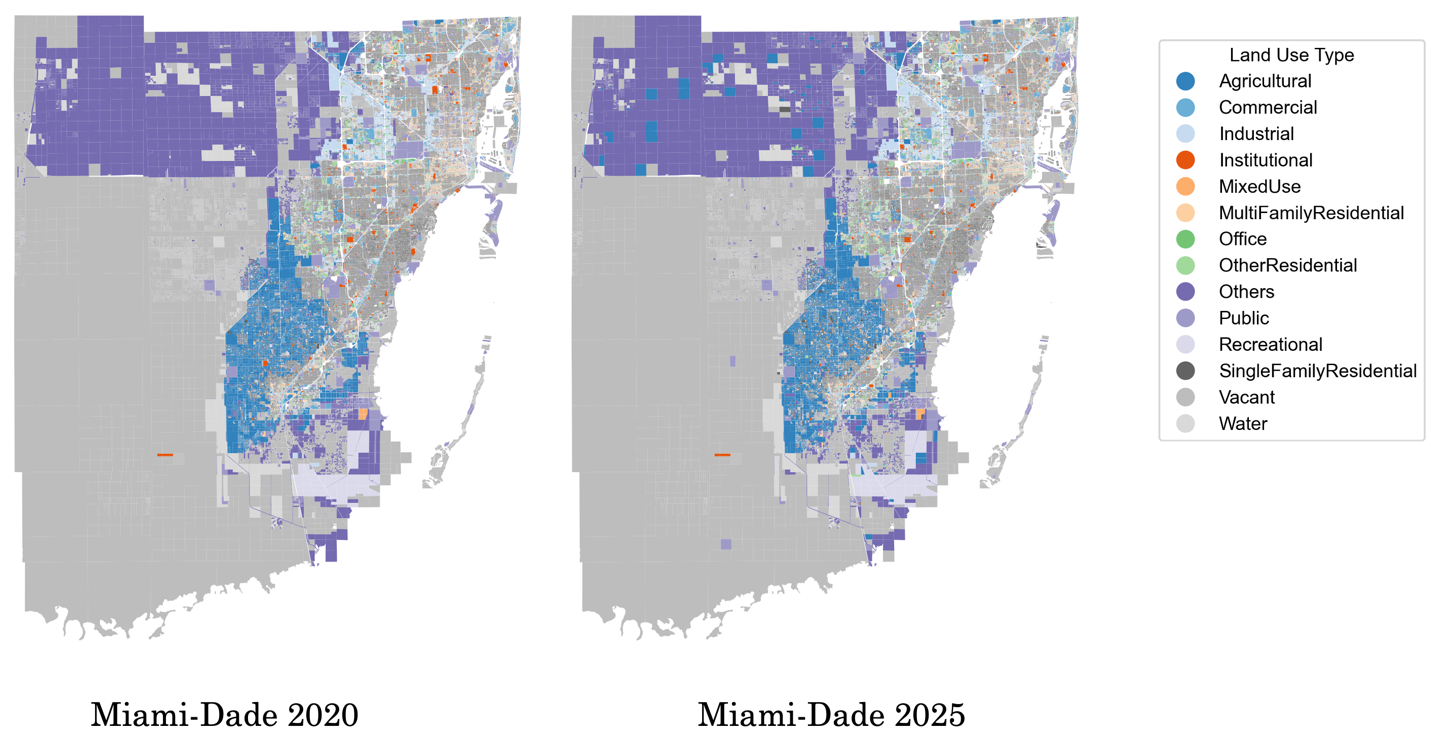 Land Use Type
Agricultural
Commercial
Industrial
Institutional
MixedUse
MultiFamilyResidential
Office
OtherResidential
Others
Public
Recreational
SingleFamilyResidential
Vacant
Water
Miami-Dade 2020
Miami-Dade 2025